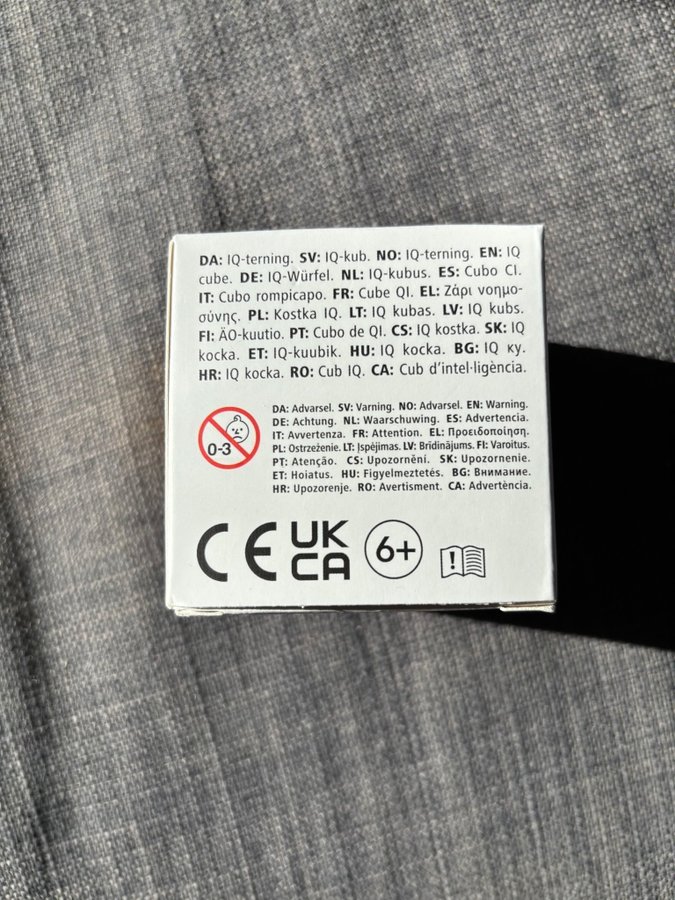 DA: IQ-terning. SV: IQ-kub. NO: IQ-terning. EN: IQ
cube. DE: IQ-Würfel. NL: IQ-kubus. ES: Cubo CI.
IT: Cubo rompicapo. FR: Cube QI. EL: Ζάρι νοημο-
σύνης. PL: Kostka IQ. LT: IQ kubas. LV: IQ kubs.
FI: ÄO-kuutio. PT: Cubo de QI. CS: IQ kostka. SK: IQ
kocka. ET: IQ-kuubik. HU: IQ kocka. BG: IQ ку.
HR: IQ kocka. RO: Cub IQ. CA: Cub d'intel·ligència.
DA: Advarsel. SV: Varning. NO: Advarsel. EN: Warning.
DE: Achtung. NL: Waarschuwing. ES: Advertencia.
IT: Avvertenza. FR: Attention. EL: Προειδοποίηση.
PL: Ostrzeżenie. LT: Įspėjimas. LV: Brīdinājums. FI: Varoitus.
PT: Atenção. CS: Upozornění. SK: Upozornenie.
ET: Hoiatus. HU: Figyelmeztetés. BG: Внимание.
HR: Upozorenje. RO: Avertisment. CA: Advertència.
0-3
CE UK
CA 6+ !